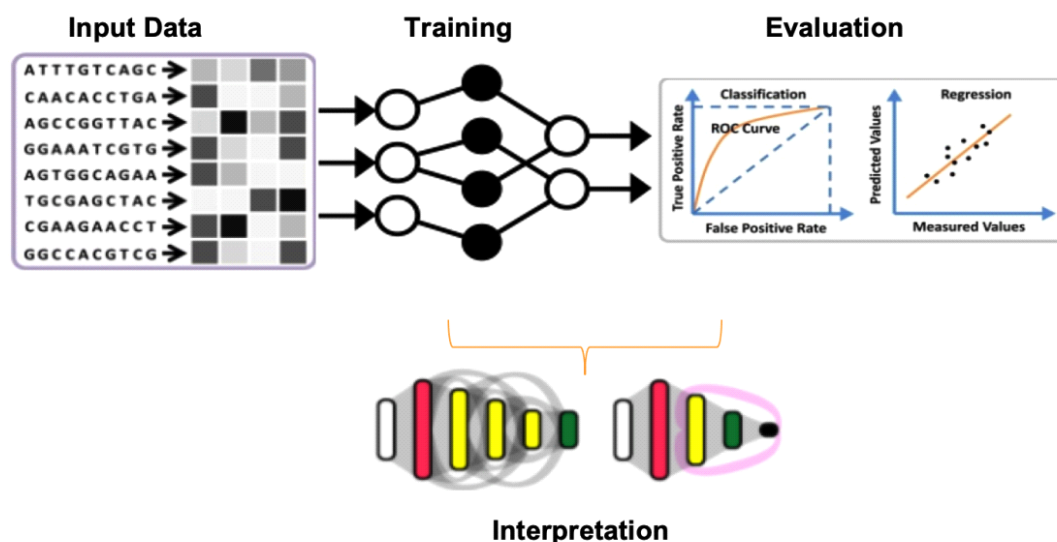 Input Data
Training
Evaluation
ATTTGTCAGC
CAACACCTGA
AGCCGGTTAC
GGAAATCGTG
AGTGGCAGAA
TGCGAGCTAC
CGAAGAACCT
GGCCACGTCG
Classification
ROC Curve
True Positive Rate
False Positive Rate
Regression
Predicted Values
Measured Values
Interpretation